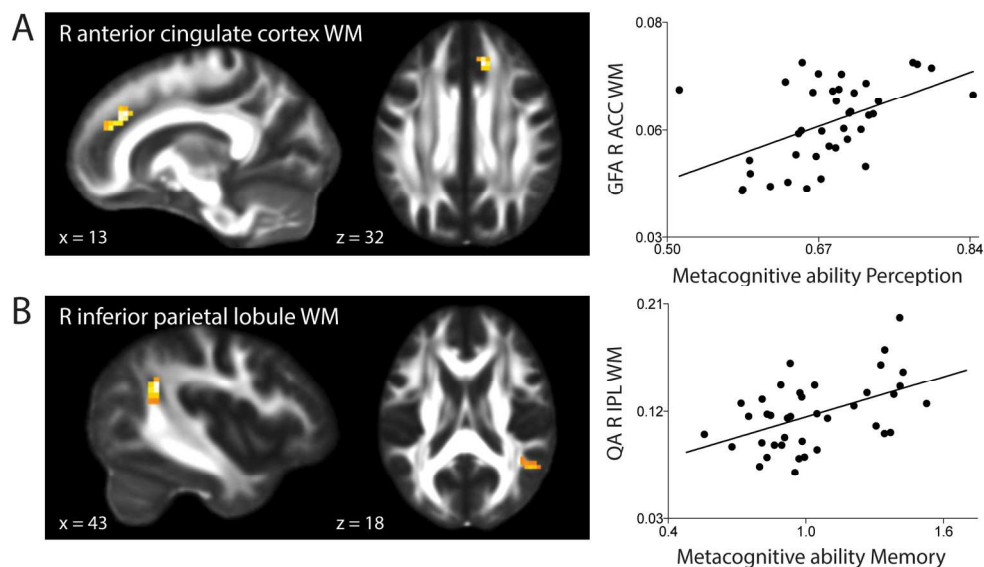 A
R anterior cingulate cortex WM
x = 13
z = 32
GFA R ACC WM
0.08
0.06
0.03
0.50
0.67
0.84
Metacognitive ability Perception
B
R inferior parietal lobule WM
x = 43
z = 18
QA R IPL WM
0.21
0.12
0.03
0.4
1.0
1.6
Metacognitive ability Memory